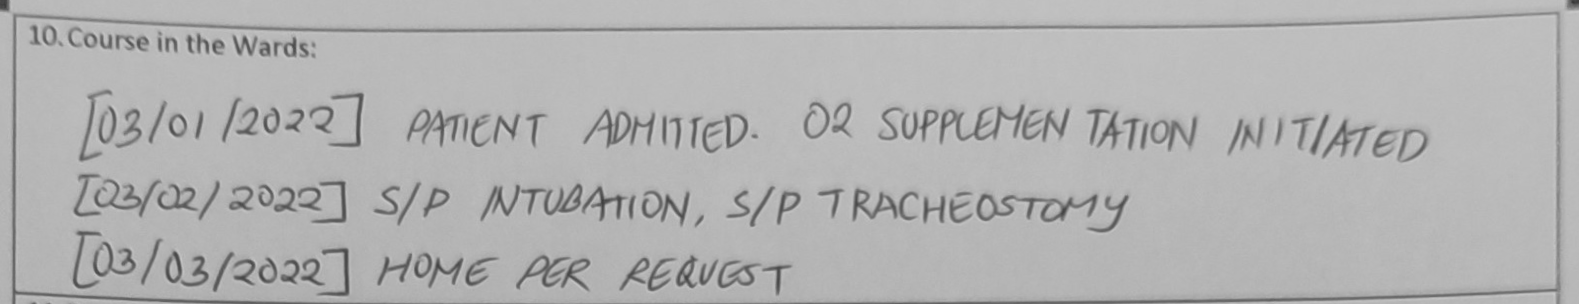 10. Course in the Wards:
[03/01/2022] PATIENT ADMITTED. O2 SUPPLEMENTATION INITIATED
[03/02/2022] S/P INTUBATION, S/P TRACHEOSTOMY
[03/03/2022] HOME PER REQUEST